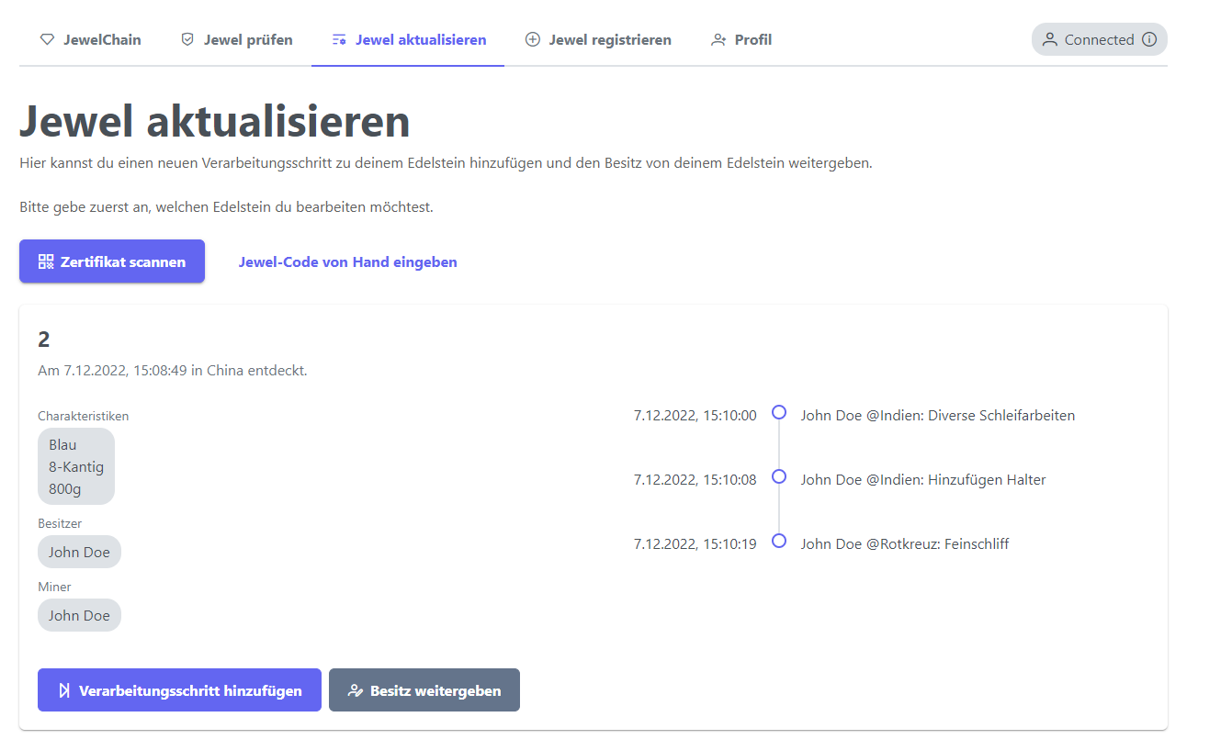 JewelChain
Jewel prüfen
Jewel aktualisieren
Jewel registrieren
Profil
Connected
Jewel aktualisieren
Hier kannst du einen neuen Verarbeitungsschritt zu deinem Edelstein hinzufügen und den Besitz von deinem Edelstein weitergeben.
Bitte gebe zuerst an, welchen Edelstein du bearbeiten möchtest.
Zertifikat scannen
Jewel-Code von Hand eingeben
2
Am 7.12.2022, 15:08:49 in China entdeckt.
Charakteristiken
Blau
8-Kantig
800g
Besitzer
John Doe
Miner
John Doe
7.12.2022, 15:10:00 John Doe @Indien: Diverse Schleifarbeiten
7.12.2022, 15:10:08 John Doe @Indien: Hinzufügen Halter
7.12.2022, 15:10:19 John Doe @Rotkreuz: Feinschliff
Verarbeitungsschritt hinzufügen
Besitz weitergeben